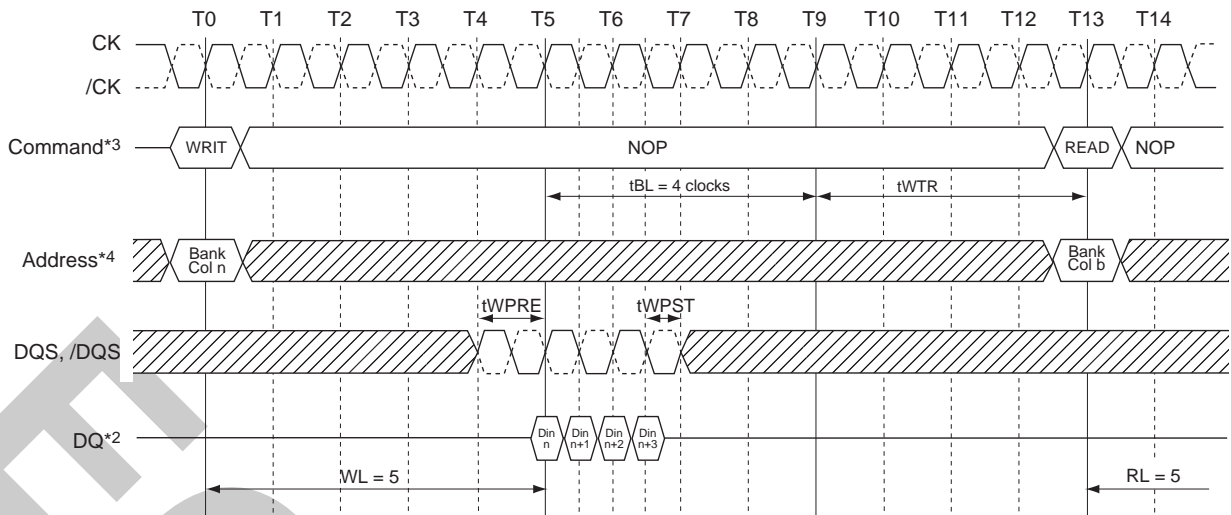 T0 T1 T2 T3 T4 T5 T6 T7 T8 T9 T10 T11 T12 T13 T14
CK
/CK
Command*3 WRIT NOP READ NOP
tBL = 4 clocks tWTR
Address*4 Bank Col n Bank Col b
tWPRE tWPST
DQS, /DQS
DQ*2 Din n Din n+1 Din n+2 Din n+3
WL = 5 RL = 5